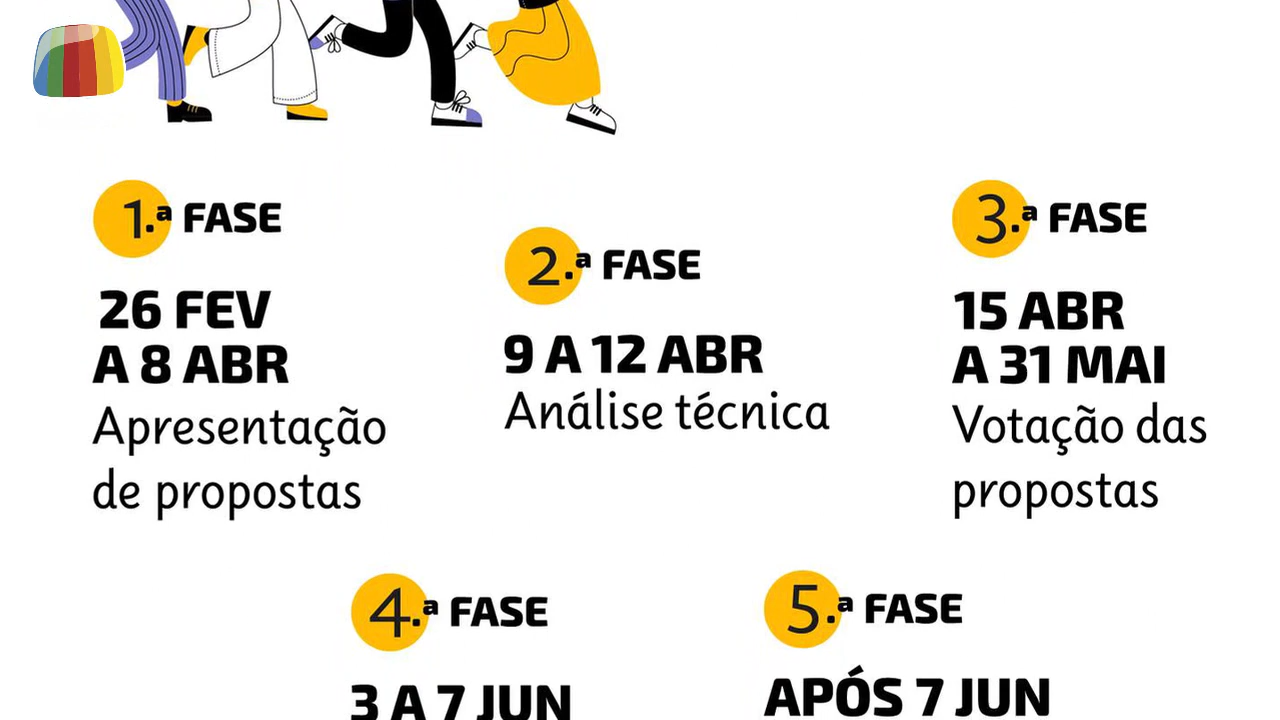 1.ª FASE
26 FEV
A 8 ABR
Apresentação
de propostas
2.ª FASE
9 A 12 ABR
Análise técnica
3.ª FASE
15 ABR
A 31 MAI
Votação das
propostas
4.ª FASE
3 A 7 JUN
5.ª FASE
APÓS 7 JUN